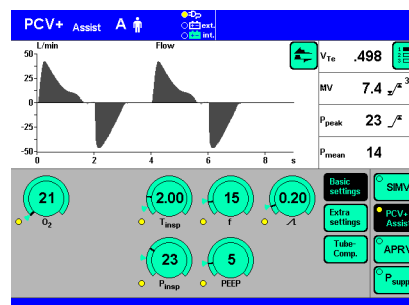 PCV+ Assist A
ext.
int.
L/min Flow
50
25
0
-25
-50
0 2 4 6 8 s
VTe .498
MV 7.4 3
Ppeak 23
Pmean 14
21
O2
2.00
Tinsp
15
f
0.20
23
Pinsp
5
PEEP
Basic
settings
Extra
settings
Tube-
Comp.
SIMV
PCV+
Assist
APRV
Psupp